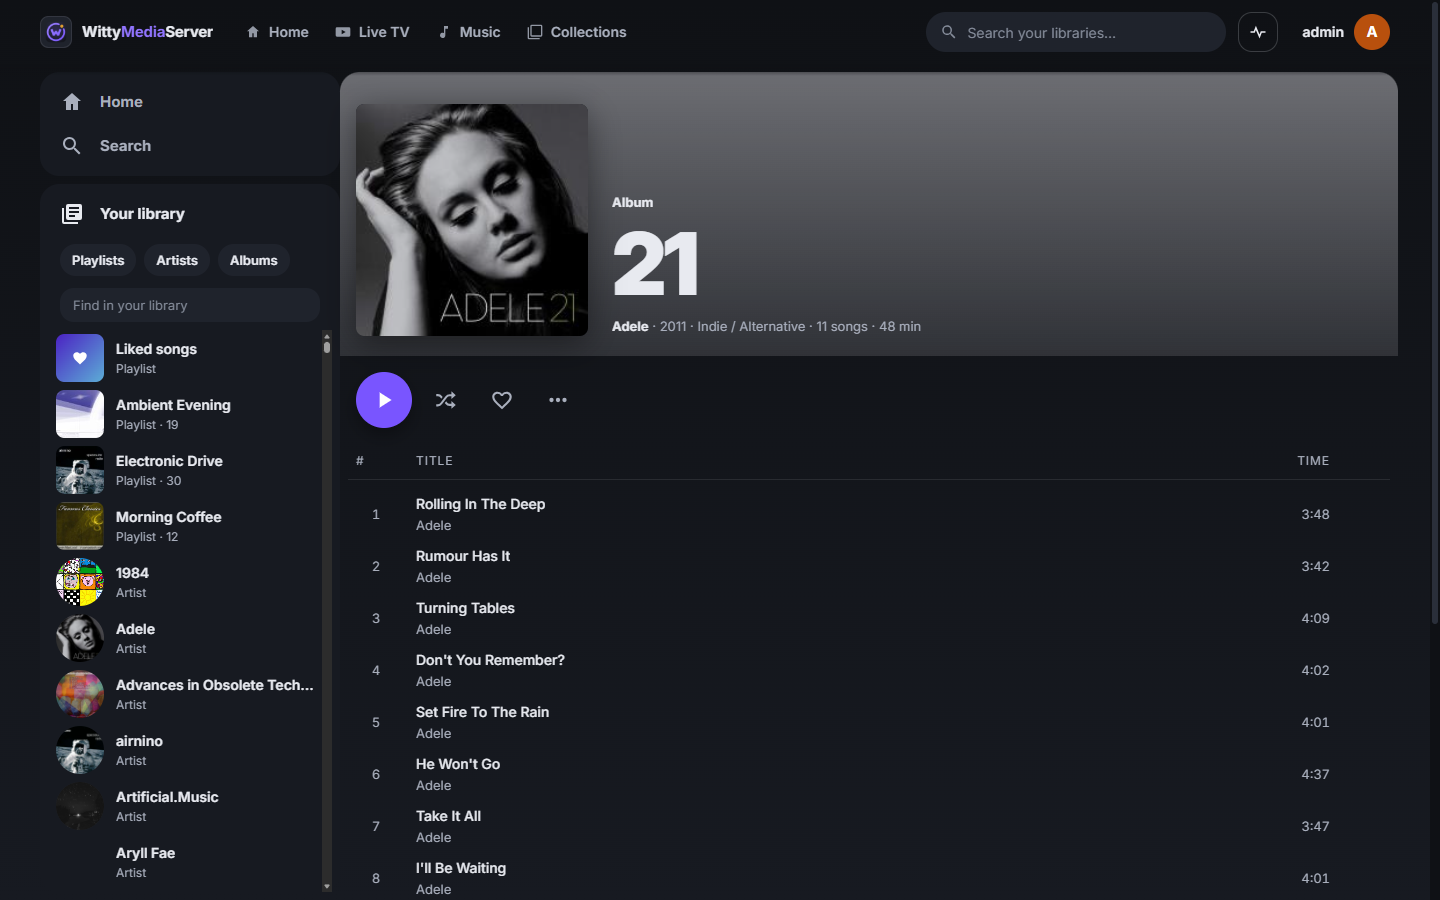 WittyMediaServer
Home
Live TV
Music
Collections
Search your libraries...
admin
A
Home
Search
Your library
Playlists
Artists
Albums
Find in your library
Liked songs
Playlist
Ambient Evening
Playlist · 19
Electronic Drive
Playlist · 30
Morning Coffee
Playlist · 12
1984
Artist
Adele
Artist
Advances in Obsolete Tech...
Artist
airnino
Artist
Artificial.Music
Artist
Aryll Fae
Artist
ADELE 21
Album
21
Adele · 2011 · Indie / Alternative · 11 songs · 48 min
# TITLE TIME
1 Rolling In The Deep 3:48
Adele
2 Rumour Has It 3:42
Adele
3 Turning Tables 4:09
Adele
4 Don't You Remember? 4:02
Adele
5 Set Fire To The Rain 4:01
Adele
6 He Won't Go 4:37
Adele
7 Take It All 3:47
Adele
8 I'll Be Waiting 4:01
Adele